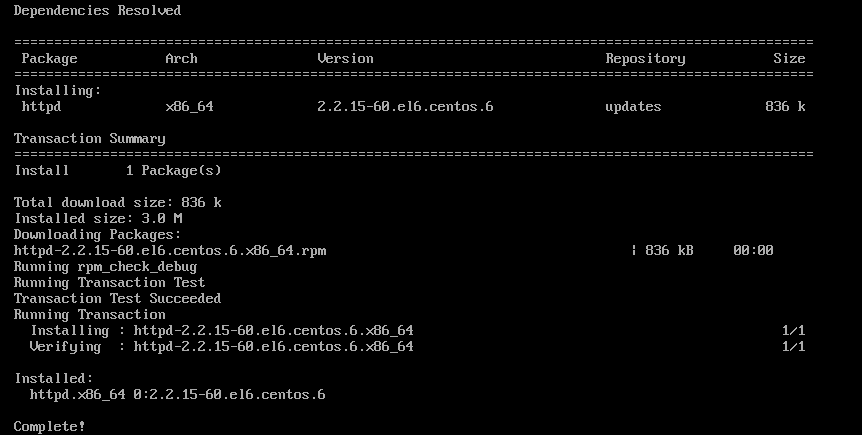 Dependencies Resolved
================================================================================
Package Arch Version Repository Size
================================================================================
Installing:
httpd x86_64 2.2.15-60.el6.centos.6 updates 836 k
Transaction Summary
================================================================================
Install 1 Package(s)
Total download size: 836 k
Installed size: 3.0 M
Downloading Packages:
httpd-2.2.15-60.el6.centos.6.x86_64.rpm | 836 kB 00:00
Running rpm_check_debug
Running Transaction Test
Transaction Test Succeeded
Running Transaction
Installing : httpd-2.2.15-60.el6.centos.6.x86_64 1/1
Verifying : httpd-2.2.15-60.el6.centos.6.x86_64 1/1
Installed:
httpd.x86_64 0:2.2.15-60.el6.centos.6
Complete!